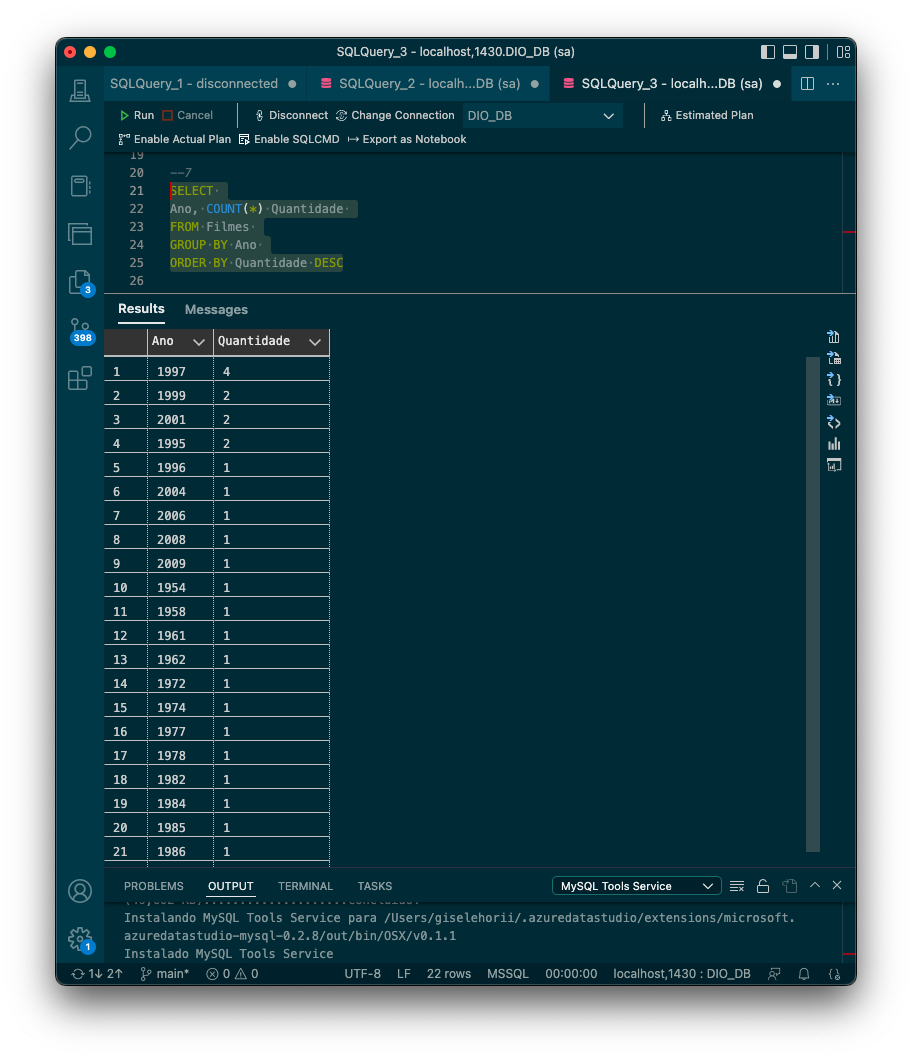 SQLQuery_3 - localhost,1430.DIO_DB (sa)
SQLQuery_1 - disconnected SQLQuery_2 - localh...DB (sa) SQLQuery_3 - localh...DB (sa) ...
Run Cancel Disconnect Change Connection DIO_DB Estimated Plan
Enable Actual Plan Enable SQLCMD Export as Notebook
19
20 --7
21 SELECT
22 Ano, COUNT(*) Quantidade
23 FROM Filmes
24 GROUP BY Ano
25 ORDER BY Quantidade DESC
26
3
398
Results Messages
Ano Quantidade
1 1997 4
2 1999 2
3 2001 2
4 1995 2
5 1996 1
6 2004 1
7 2006 1
8 2008 1
9 2009 1
10 1954 1
11 1958 1
12 1961 1
13 1962 1
14 1972 1
15 1974 1
16 1977 1
17 1978 1
18 1982 1
19 1984 1
20 1985 1
21 1986 1
PROBLEMS OUTPUT TERMINAL TASKS MySQL Tools Service
Instalando MySQL Tools Service para /Users/giselehorii/.azuredatastudio/extensions/microsoft.
azuredatastudio-mysql-0.2.8/out/bin/OSX/v0.1.1
Instalado MySQL Tools Service
1
1↓ 2↑ main* 0 0 UTF-8 LF 22 rows MSSQL 00:00:00 localhost,1430 : DIO_DB